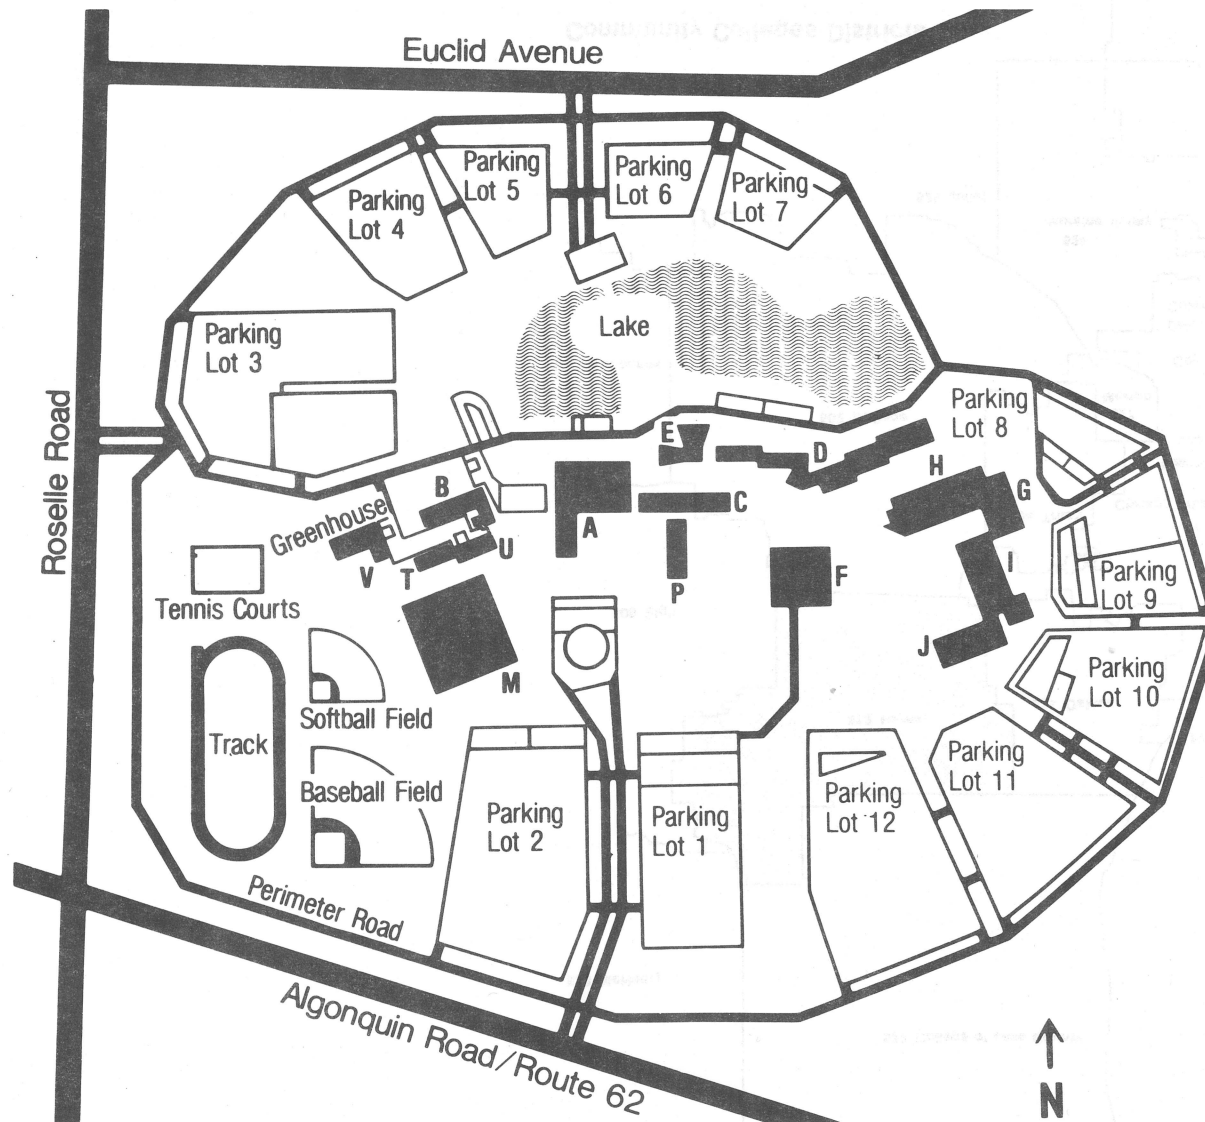 Euclid Avenue
Parking
Lot 5
Parking
Lot 6
Parking
Lot 7
Parking
Lot 4
Parking
Lot 3
Lake
Roselle Road
Parking
Lot 8
E
D
H
G
B
C
A
Greenhouse
U
V
T
P
F
I
Parking
Lot 9
Tennis Courts
J
M
Parking
Lot 10
Softball Field
Track
Parking
Lot 11
Baseball Field
Parking
Lot 2
Parking
Lot 1
Parking
Lot 12
Perimeter Road
Algonquin Road/Route 62
N